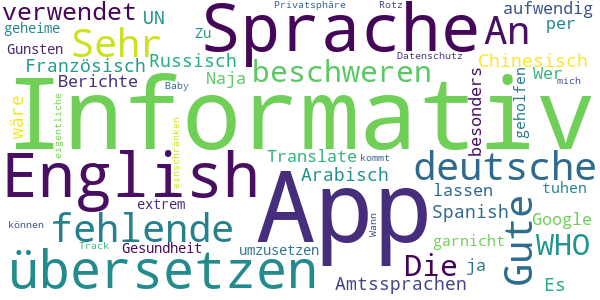 Privatsphäre Rotz
verwendet UN
geheime
Zu
Sprache
An
aufwendig
per
Gunsten
Sehr
Datenschutz
Französisch Russisch
beschweren
Chinesisch
Wer
Berichte
Naja
Baby
besonders
geholfen
wäre
Informativ
eigentliche
einschränken
English
Translate
kommt
deutsche
Arabisch
App
lassen
tuhen
extrem
Spanish
Gute
Google
können
fehlende
Wann
mich
garnicht
WHO
Track
Gesundheit
umzusetzen
übersetzen
Die
ja
Amtssprachen
Es